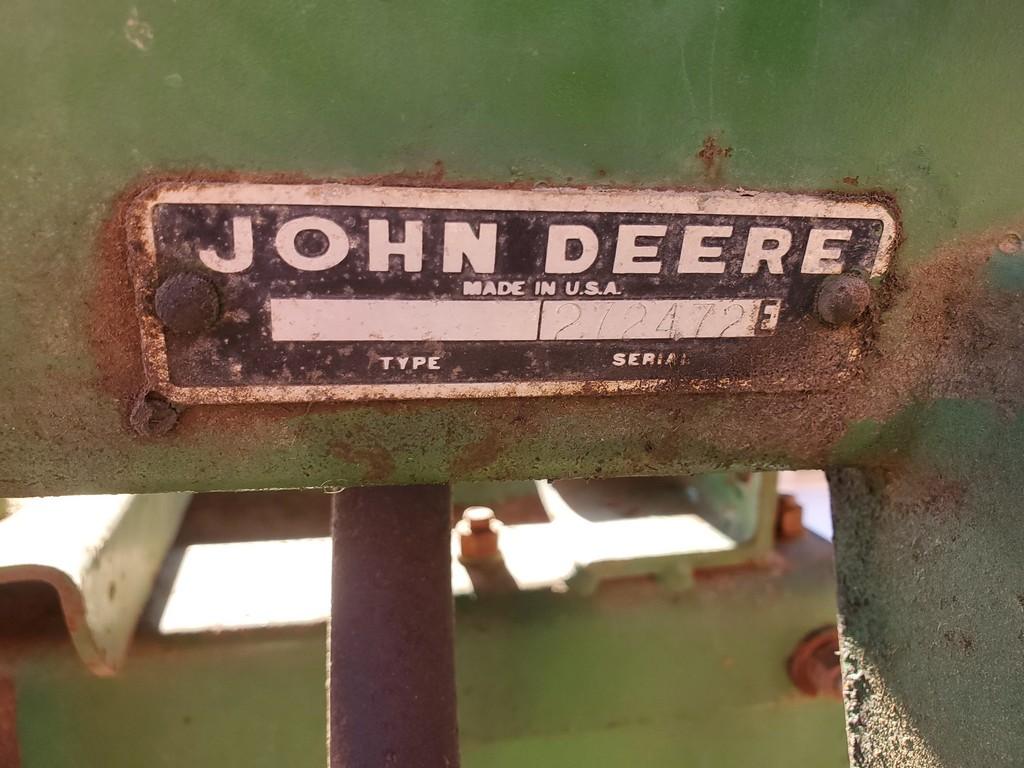 JOHN DEERE
MADE IN U.S.A.
272472E
TYPE SERIAL